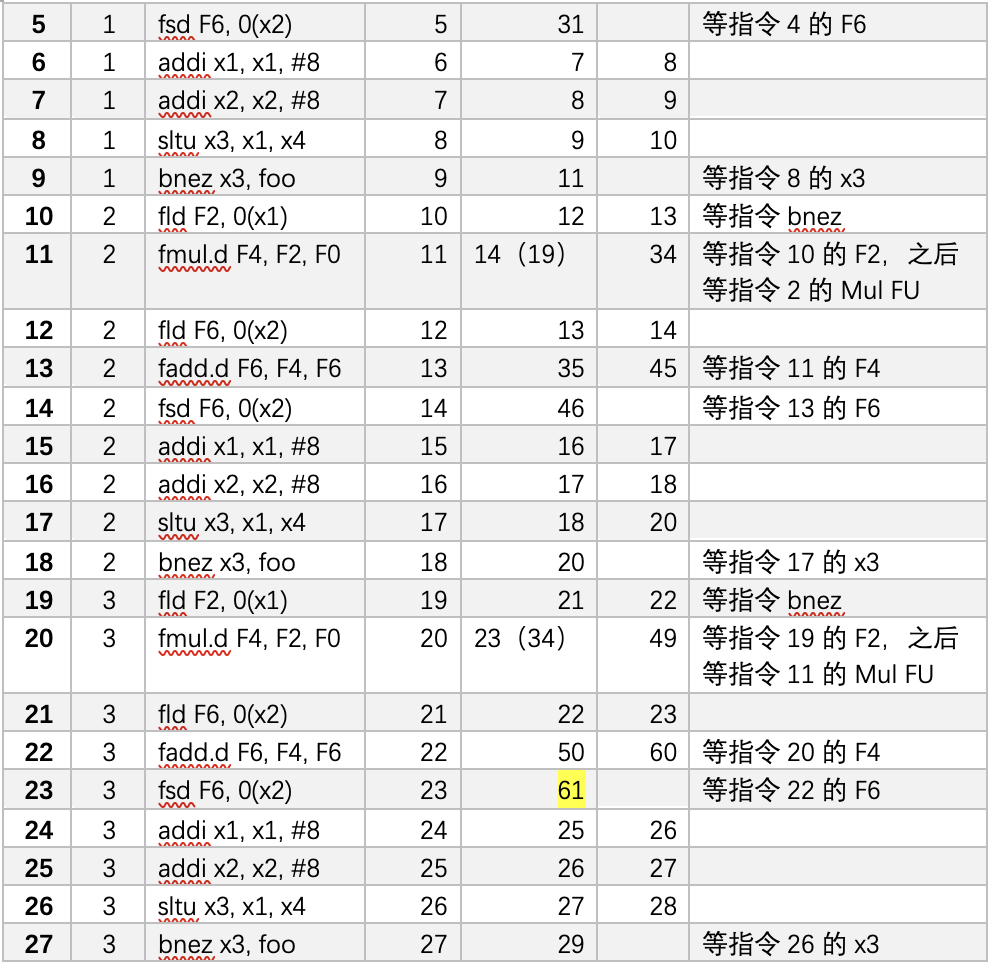 5 1 fsd F6, 0(x2) 5 31 等指令 4 的 F6
6 1 addi x1, x1, #8 6 7 8
7 1 addi x2, x2, #8 7 8 9
8 1 sltu x3, x1, x4 8 9 10
9 1 bnez x3, foo 9 11 等指令 8 的 x3
10 2 fld F2, 0(x1) 10 12 13 等指令 bnez
11 2 fmul.d F4, F2, F0 11 14（19） 34 等指令 10 的 F2, 之后
等指令 2 的 Mul FU
12 2 fld F6, 0(x2) 12 13 14
13 2 fadd.d F6, F4, F6 13 35 45 等指令 11 的 F4
14 2 fsd F6, 0(x2) 14 46 等指令 13 的 F6
15 2 addi x1, x1, #8 15 16 17
16 2 addi x2, x2, #8 16 17 18
17 2 sltu x3, x1, x4 17 18 20
18 2 bnez x3, foo 18 20 等指令 17 的 x3
19 3 fld F2, 0(x1) 19 21 22 等指令 bnez
20 3 fmul.d F4, F2, F0 20 23（34） 49 等指令 19 的 F2, 之后
等指令 11 的 Mul FU
21 3 fld F6, 0(x2) 21 22 23
22 3 fadd.d F6, F4, F6 22 50 60 等指令 20 的 F4
23 3 fsd F6, 0(x2) 23 61 等指令 22 的 F6
24 3 addi x1, x1, #8 24 25 26
25 3 addi x2, x2, #8 25 26 27
26 3 sltu x3, x1, x4 26 27 28
27 3 bnez x3, foo 27 29 等指令 26 的 x3